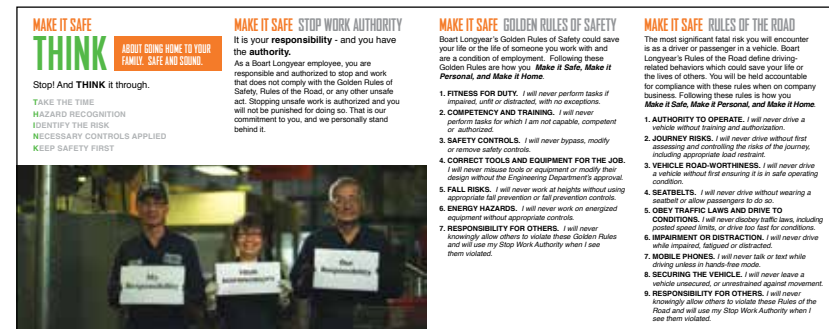 MAKE IT SAFE
THINK
ABOUT GOING HOME TO YOUR
FAMILY. SAFE AND SOUND.
Stop! And THINK it through.
TAKE THE TIME
HAZARD RECOGNITION
IDENTIFY THE RISK
NECESSARY CONTROLS APPLIED
KEEP SAFETY FIRST
MAKE IT SAFE STOP WORK AUTHORITY
It is your responsibility - and you have
the authority.
As a Boart Longyear employee, you are
responsible and authorized to stop and work
that does not comply with the Golden Rules of
Safety, Rules of the Road, or any other unsafe
act. Stopping unsafe work is authorized and you
will not be punished for doing so. That is our
commitment to you, and we personally stand
behind it.
My
Responsibility
YOUR
RESPONSIBILITY
Our
Responsibility
MAKE IT SAFE GOLDEN RULES OF SAFETY
Boart Longyear's Golden Rules of Safety could save
your life or the life of someone you work with and
are a condition of employment. Following these
Golden Rules are how you Make it Safe, Make it
Personal, and Make it Home.
1. FITNESS FOR DUTY. I will never perform tasks if
impaired, unfit or distracted, with no exceptions.
2. COMPETENCY AND TRAINING. I will never
perform tasks for which I am not capable, competent
or authorized.
3. SAFETY CONTROLS. I will never bypass, modify
or remove safety controls.
4. CORRECT TOOLS AND EQUIPMENT FOR THE JOB.
I will never misuse tools or equipment or modify their
design without the Engineering Department's approval.
5. FALL RISKS. I will never work at heights without using
appropriate fall prevention or fall prevention controls.
6. ENERGY HAZARDS. I will never work on energized
equipment without appropriate controls.
7. RESPONSIBILITY FOR OTHERS. I will never
knowingly allow others to violate these Golden Rules
and will use my Stop Work Authority when I see
them violated.
MAKE IT SAFE RULES OF THE ROAD
The most significant fatal risk you will encounter
is as a driver or passenger in a vehicle. Boart
Longyear's Rules of the Road define driving-
related behaviors which could save your life or
the lives of others. You will be held accountable
for compliance with these rules when on company
business. Following these rules is how you
Make it Safe, Make it Personal, and Make it Home.
1. AUTHORITY TO OPERATE. I will never drive a
vehicle without training and authorization.
2. JOURNEY RISKS. I will never drive without first
assessing and controlling the risks of the journey,
including appropriate load restraint.
3. VEHICLE ROAD-WORTHINESS. I will never drive
a vehicle without first ensuring it is in safe operating
condition.
4. SEATBELTS. I will never drive without wearing a
seatbelt or allow passengers to do so.
5. OBEY TRAFFIC LAWS AND DRIVE TO
CONDITIONS. I will never disobey traffic laws, including
posted speed limits, or drive too fast for conditions.
6. IMPAIRMENT OR DISTRACTION. I will never drive
while impaired, fatigued or distracted.
7. MOBILE PHONES. I will never talk or text while
driving unless in hands-free mode.
8. SECURING THE VEHICLE. I will never leave a
vehicle unsecured, or unrestrained against movement.
9. RESPONSIBILITY FOR OTHERS. I will never
knowingly allow others to violate these Rules of the
Road and will use my Stop Work Authority when I
see them violated.